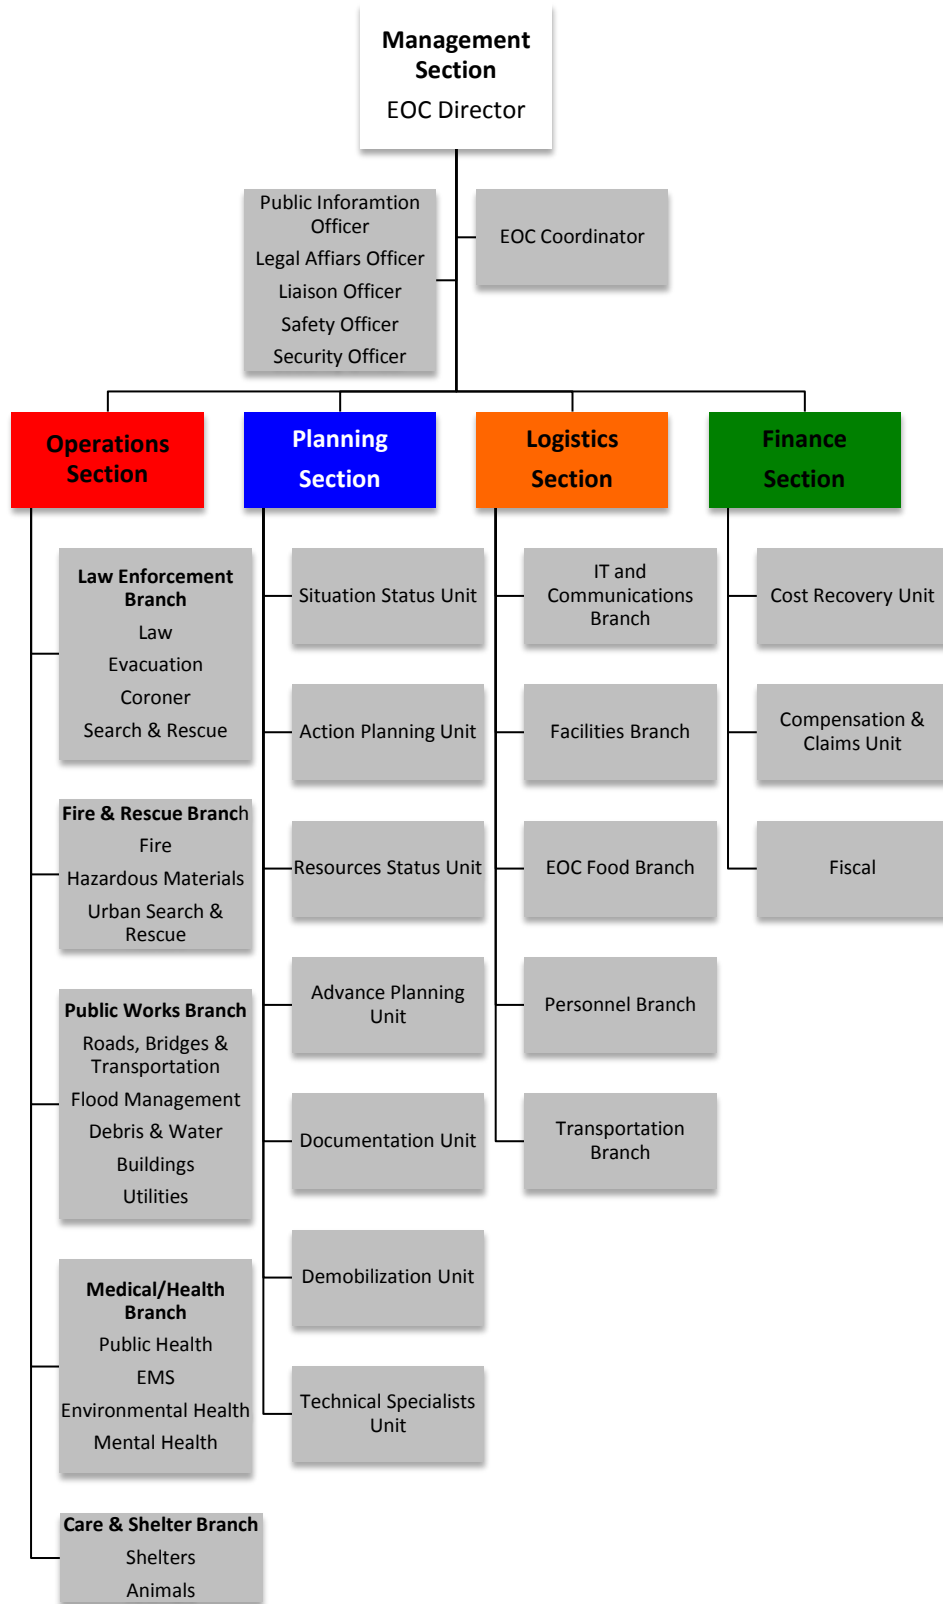 Management
Section
EOC Director
Public Inforamtion
Officer
Legal Affiars Officer
Liaison Officer
Safety Officer
Security Officer
EOC Coordinator
Operations
Section
Law Enforcement
Branch
Law
Evacuation
Coroner
Search & Rescue
Fire & Rescue Branch
Fire
Hazardous Materials
Urban Search &
Rescue
Public Works Branch
Roads, Bridges &
Transportation
Flood Management
Debris & Water
Buildings
Utilities
Medical/Health
Branch
Public Health
EMS
Environmental Health
Mental Health
Care & Shelter Branch
Shelters
Animals
Planning
Section
Situation Status Unit
Action Planning Unit
Resources Status Unit
Advance Planning
Unit
Documentation Unit
Demobilization Unit
Technical Specialists
Unit
Logistics
Section
IT and
Communications
Branch
Facilities Branch
EOC Food Branch
Personnel Branch
Transportation
Branch
Finance
Section
Cost Recovery Unit
Compensation &
Claims Unit
Fiscal